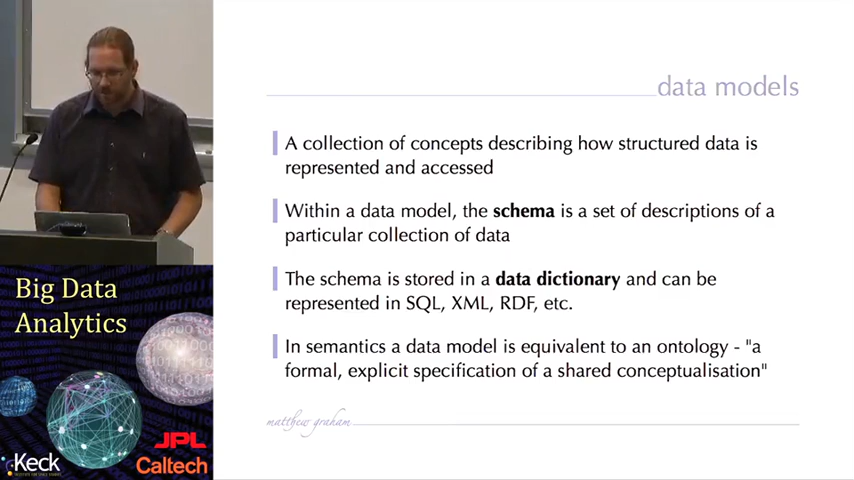 data models
A collection of concepts describing how structured data is
represented and accessed
Within a data model, the schema is a set of descriptions of a
particular collection of data
The schema is stored in a data dictionary and can be
represented in SQL, XML, RDF, etc.
In semantics a data model is equivalent to an ontology - "a
formal, explicit specification of a shared conceptualisation"
matthew graham
Big Data
Analytics
JPL
Keck
Caltech